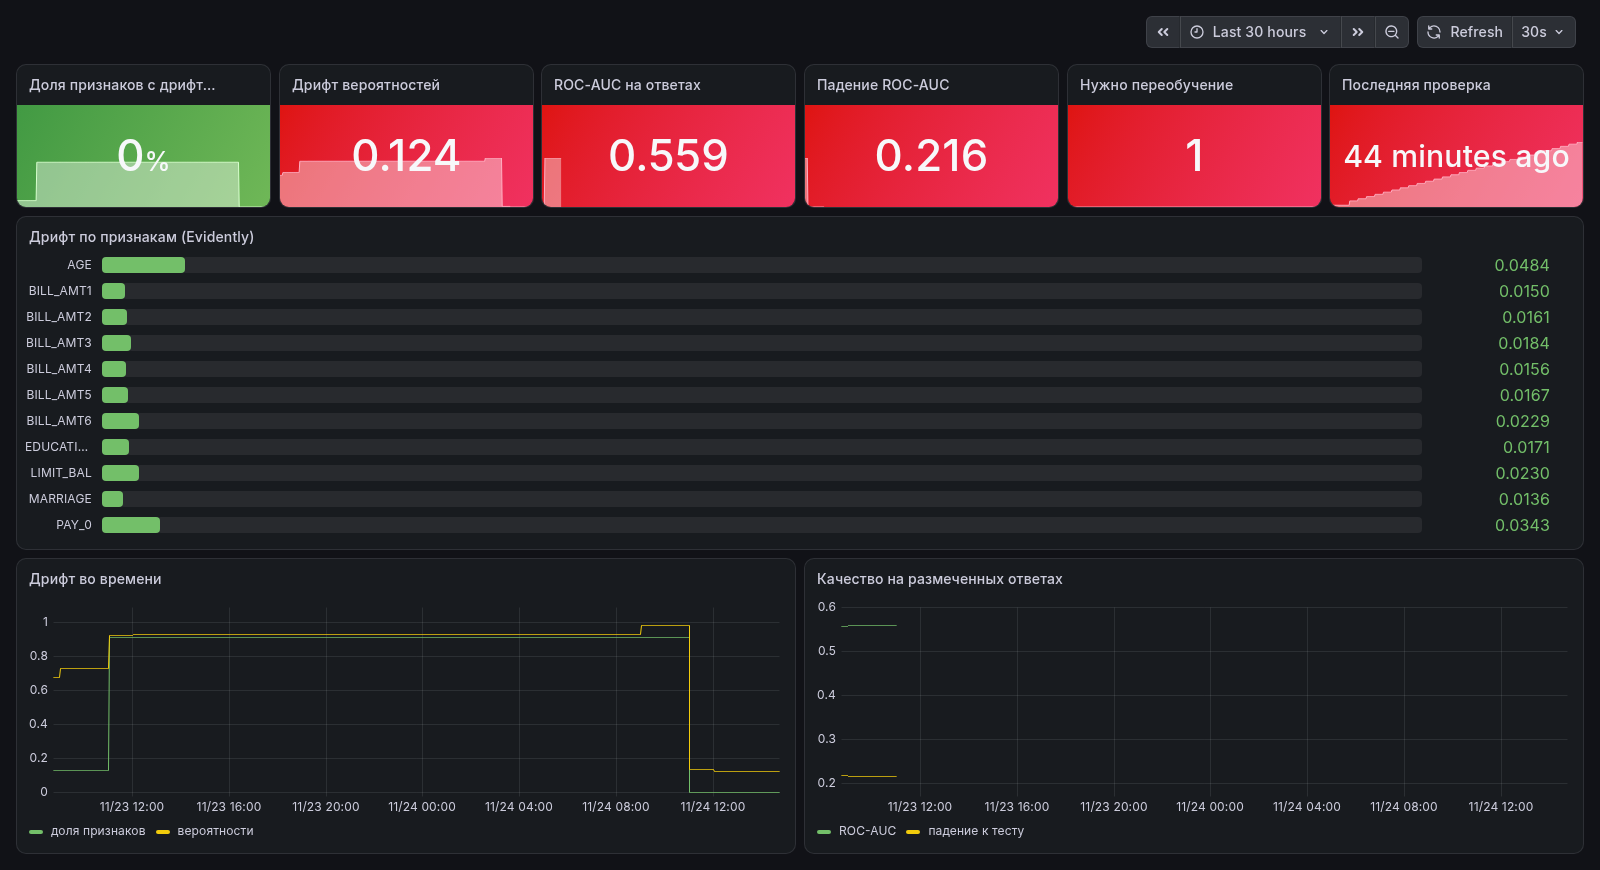 Last 30 hours
Refresh
30s
Доля признаков с дрифт...
0%
Дрифт вероятностей
0.124
ROC-AUC на ответах
0.559
Падение ROC-AUC
0.216
Нужно переобучение
1
Последняя проверка
44 minutes ago
Дрифт по признакам (Evidently)
AGE 0.0484
BILL_AMT1 0.0150
BILL_AMT2 0.0161
BILL_AMT3 0.0184
BILL_AMT4 0.0156
BILL_AMT5 0.0167
BILL_AMT6 0.0229
EDUCATI... 0.0171
LIMIT_BAL 0.0230
MARRIAGE 0.0136
PAY_0 0.0343
Дрифт во времени
1
0.8
0.6
0.4
0.2
0
11/23 12:00 11/23 16:00 11/23 20:00 11/24 00:00 11/24 04:00 11/24 08:00 11/24 12:00
доля признаков вероятности
Качество на размеченных ответах
0.6
0.5
0.4
0.3
0.2
11/23 12:00 11/23 16:00 11/23 20:00 11/24 00:00 11/24 04:00 11/24 08:00 11/24 12:00
ROC-AUC падение к тесту